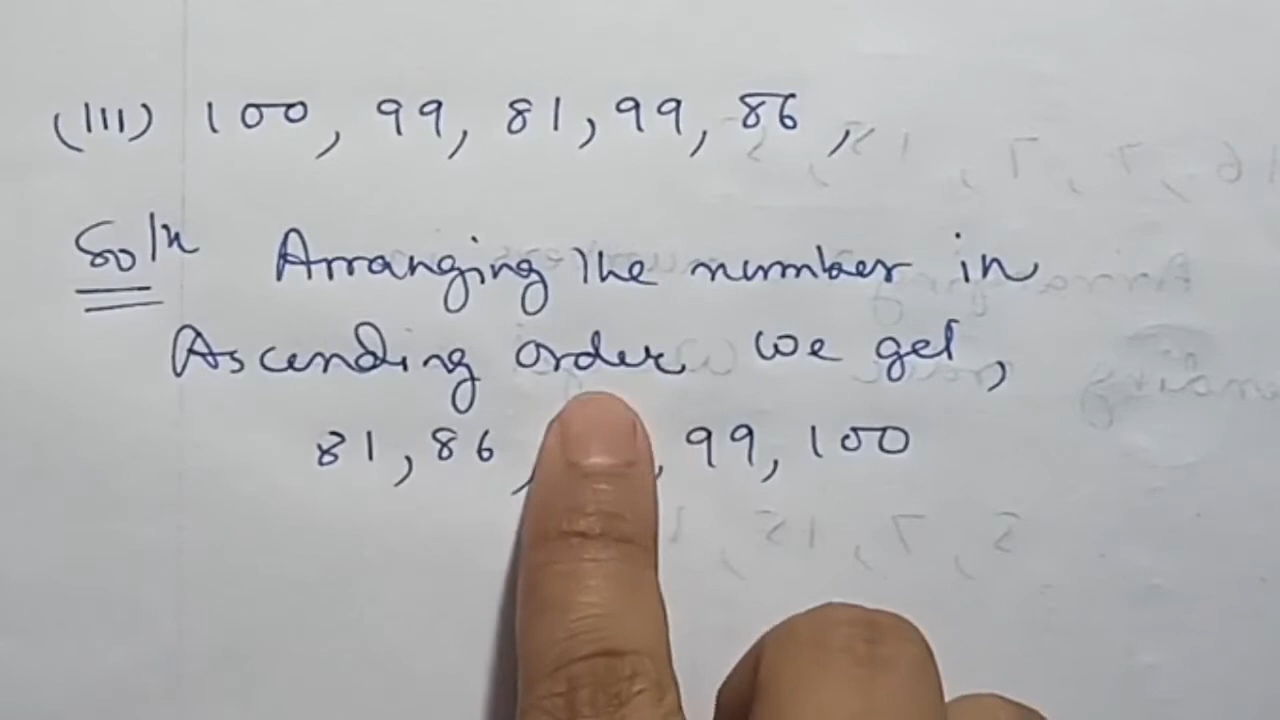 (III) 100, 99, 81, 99, 86,
Soln Arranging the number in
Ascending order we get,
81, 86, , 99, 100